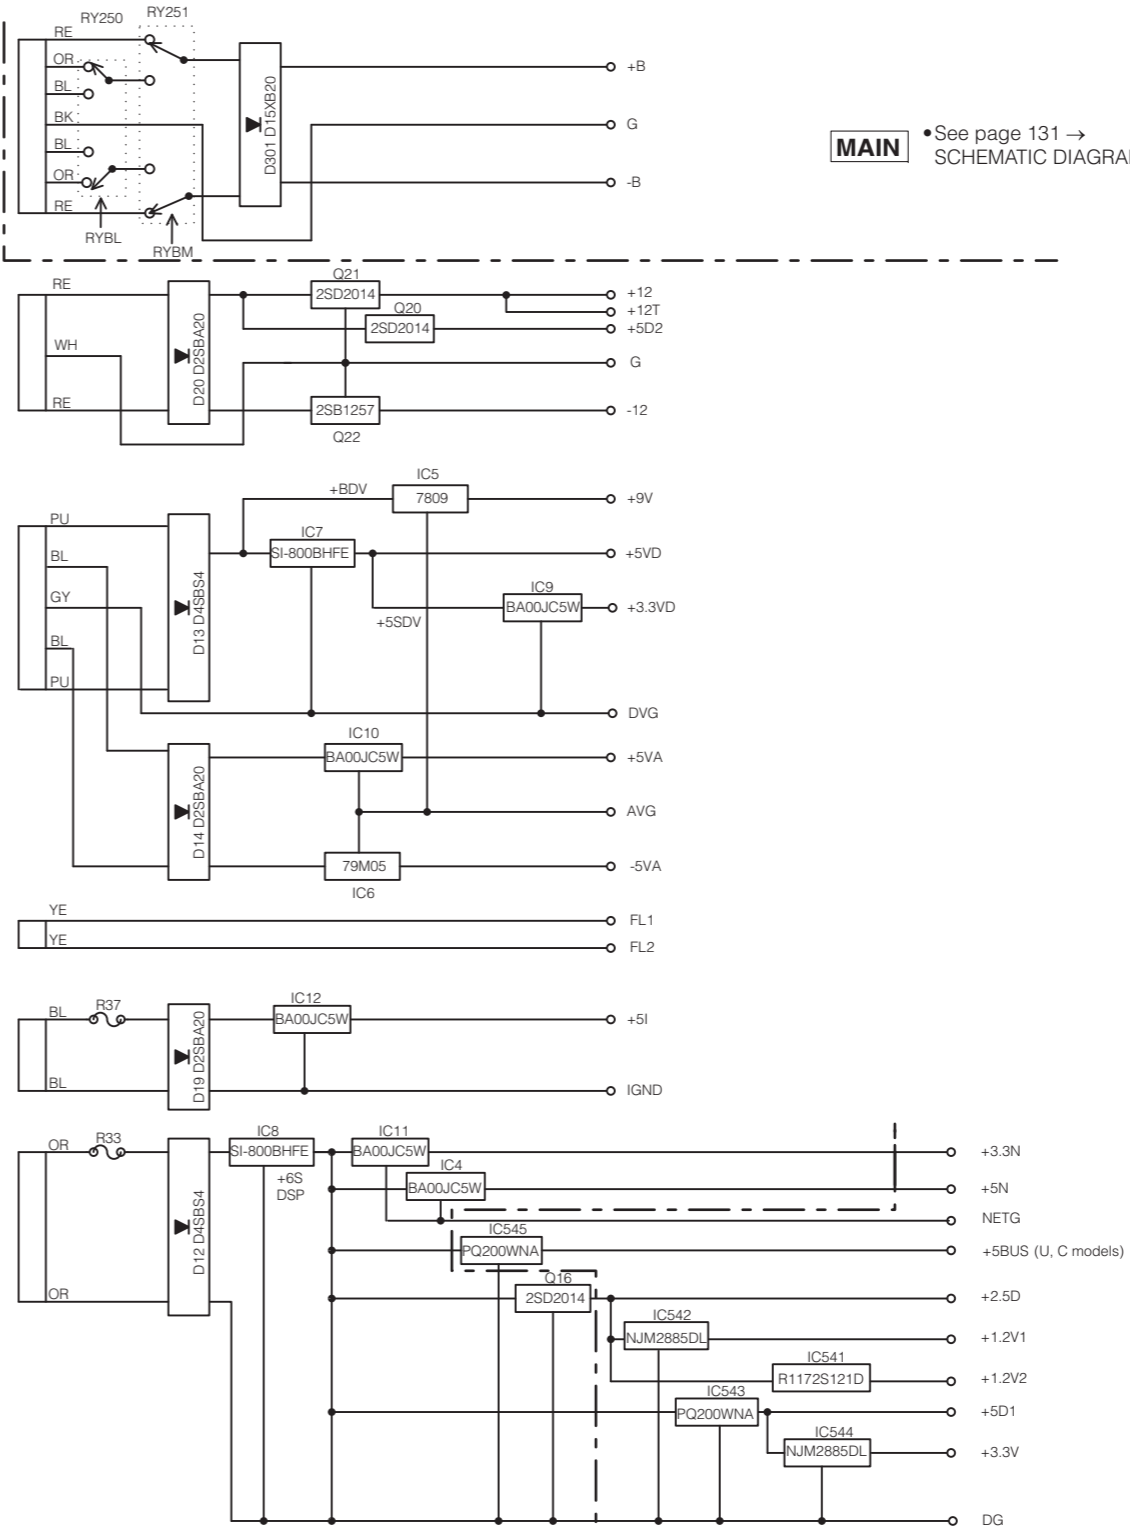 RY250 RY251
RE
OR
BL
BK
BL
OR
RE
RYBL
RYBM
D301 D15XB20
+B
G
-B
MAIN
•See page 131 →
SCHEMATIC DIAGRA
RE
WH
RE
D20 D2SBA20
Q21
2SD2014
Q20
2SD2014
2SB1257
Q22
+12
+12T
+5D2
G
-12
PU
BL
GY
BL
PU
D13 D4SBS4
+BDV
IC5
7809
IC7
SI-800BHFE
+5SDV
IC9
BA00JC5W
+9V
+5VD
+3.3VD
DVG
D14 D2SBA20
IC10
BA00JC5W
79M05
IC6
+5VA
AVG
-5VA
YE
YE
FL1
FL2
BL
R37
BL
D19 D2SBA20
IC12
BA00JC5W
+5I
IGND
OR
R33
OR
D12 D4SBS4
IC8
SI-800BHFE
+6S
DSP
IC11
BA00JC5W
IC4
BA00JC5W
IC545
PQ200WNA
Q16
2SD2014
IC542
NJM2885DL
IC541
R1172S121D
IC543
PQ200WNA
IC544
NJM2885DL
+3.3N
+5N
NETG
+5BUS (U, C models)
+2.5D
+1.2V1
+1.2V2
+5D1
+3.3V
DG